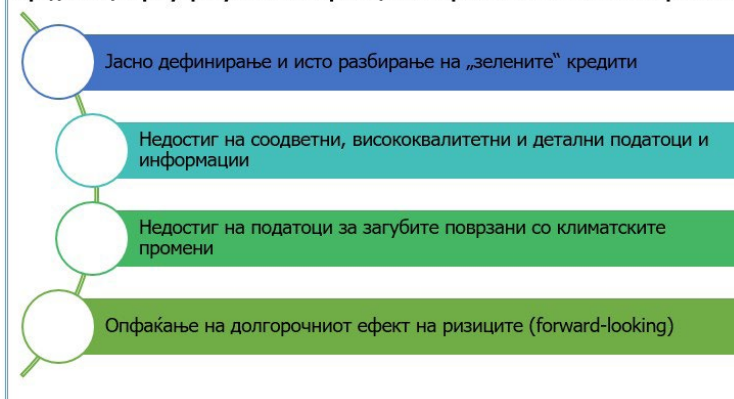 Јасно дефинирање и исто разбирање на „зелените“ кредити
Недостиг на соодветни, висококвалитетни и детални податоци и
информации
Недостиг на податоци за загубите поврзани со климатските
промени
Опфаќање на долгорочниот ефект на ризиците (forward-looking)